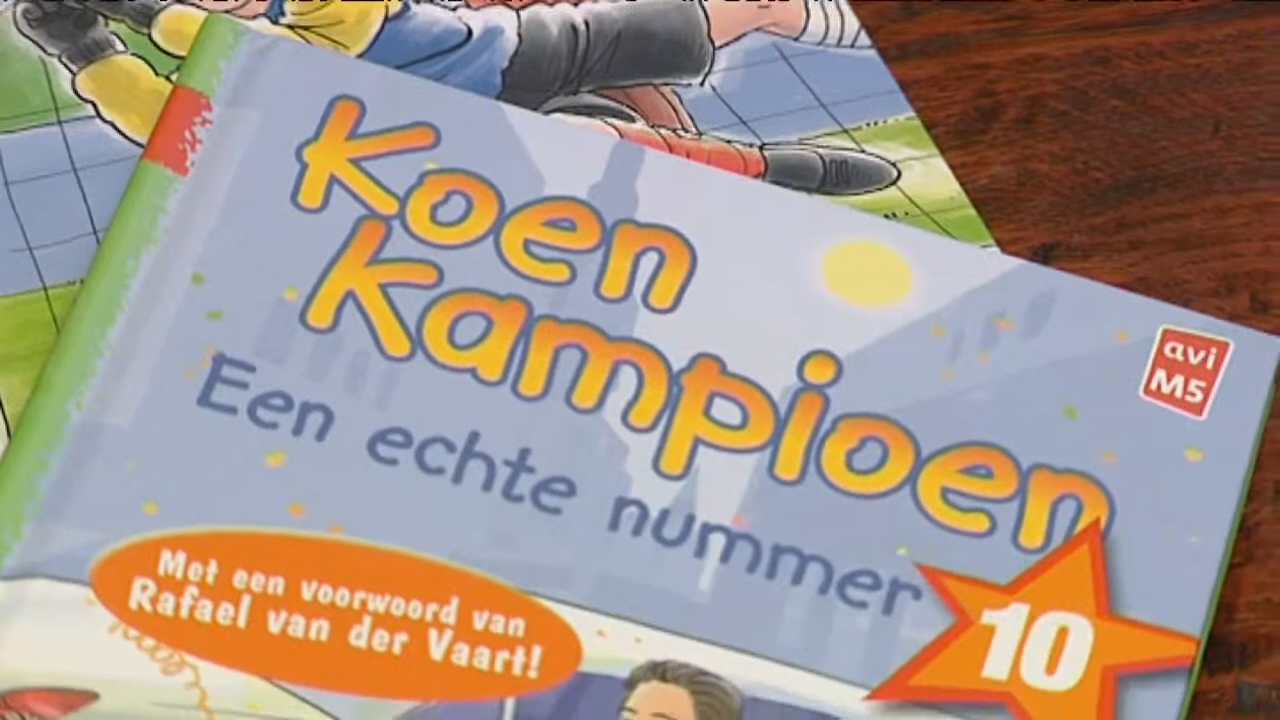 Koen
Kampioen
avi
M5
Een echte nummer
10
Met een voorwoord van
Rafael van der Vaart!